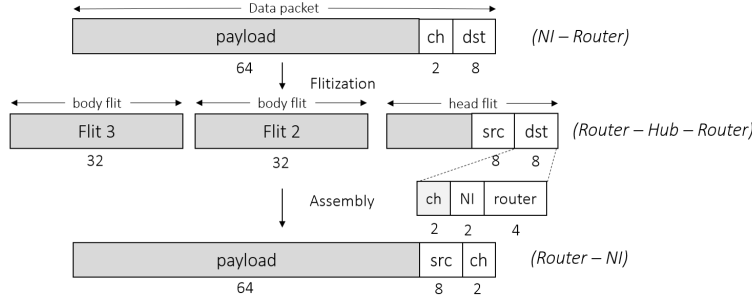 Data packet
payload ch dst (NI – Router)
64 2 8
Flitization
body flit body flit head flit
Flit 3 Flit 2 src dst (Router – Hub – Router)
32 32 8 8
Assembly ch NI router
2 2 4
payload src ch (Router – NI)
64 8 2